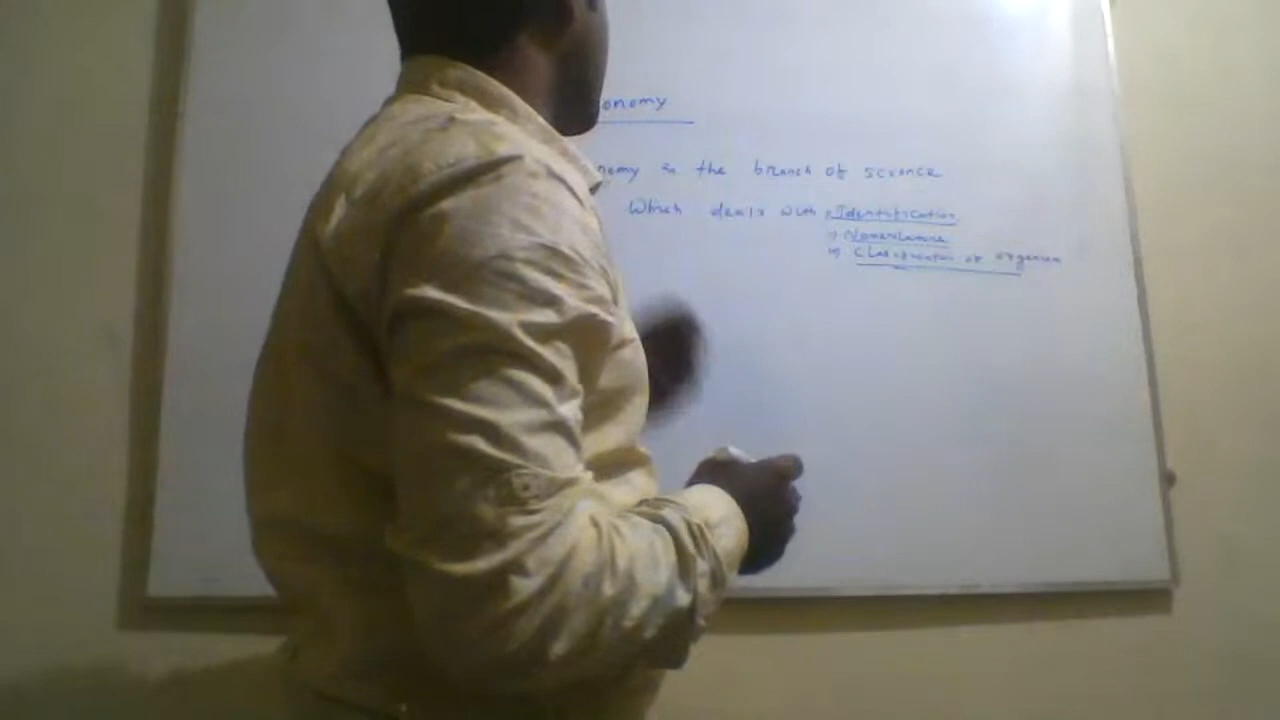 onomy
nomy is the branch of science
Which deals with i) Identification
ii) Nomenclature
iii) Classification of organism